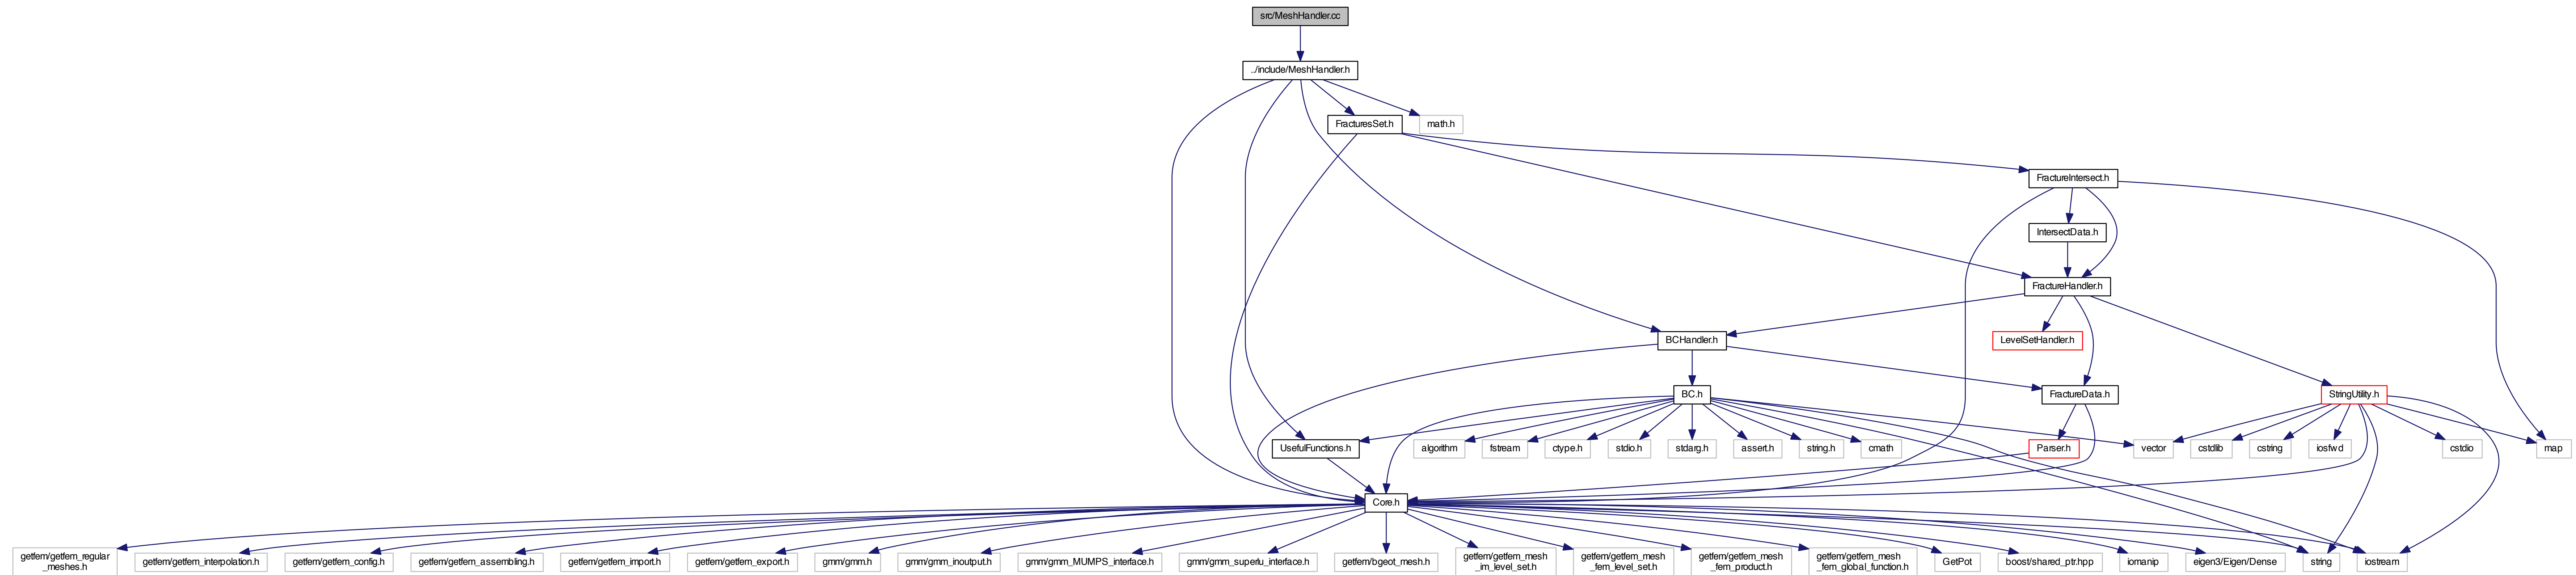 src/MeshHandler.cc
../include/MeshHandler.h
FracturesSet.h
math.h
FractureIntersect.h
IntersectData.h
FractureHandler.h
BCHandler.h
LevelSetHandler.h
BC.h
FractureData.h
StringUtility.h
UsefulFunctions.h
algorithm
fstream
ctype.h
stdio.h
stdarg.h
assert.h
string.h
cmath
Parser.h
vector
cstdlib
cstring
iosfwd
cstdio
map
Core.h
getfem/getfem_regular
_meshes.h
getfem/getfem_interpolation.h
getfem/getfem_config.h
getfem/getfem_assembling.h
getfem/getfem_import.h
getfem/getfem_export.h
gmm/gmm.h
gmm/gmm_inoutput.h
gmm/gmm_MUMPS_interface.h
gmm/gmm_superlu_interface.h
getfem/bgeot_mesh.h
getfem/getfem_mesh
_im_level_set.h
getfem/getfem_mesh
_fem_level_set.h
getfem/getfem_mesh
_fem_product.h
getfem/getfem_mesh
_fem_global_function.h
GetPot
boost/shared_ptr.hpp
iomanip
eigen3/Eigen/Dense
string
iostream